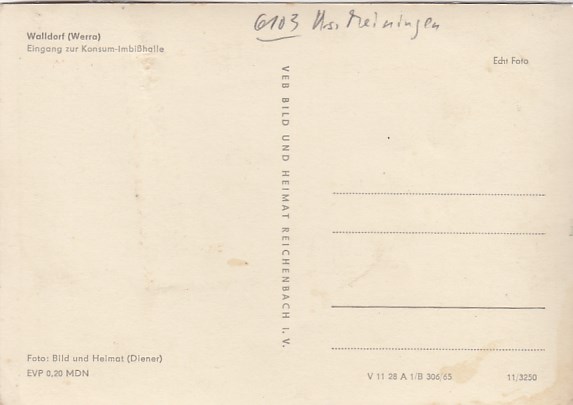 6103 Krs. Meiningen
Walldorf (Werra)
Eingang zur Konsum-Imbißhalle
Echt Foto
VEB BILD UND HEIMAT REICHENBACH I. V.
Foto: Bild und Heimat (Diener)
EVP 0,20 MDN
V 11 28 A 1/B 306/65
11/3250